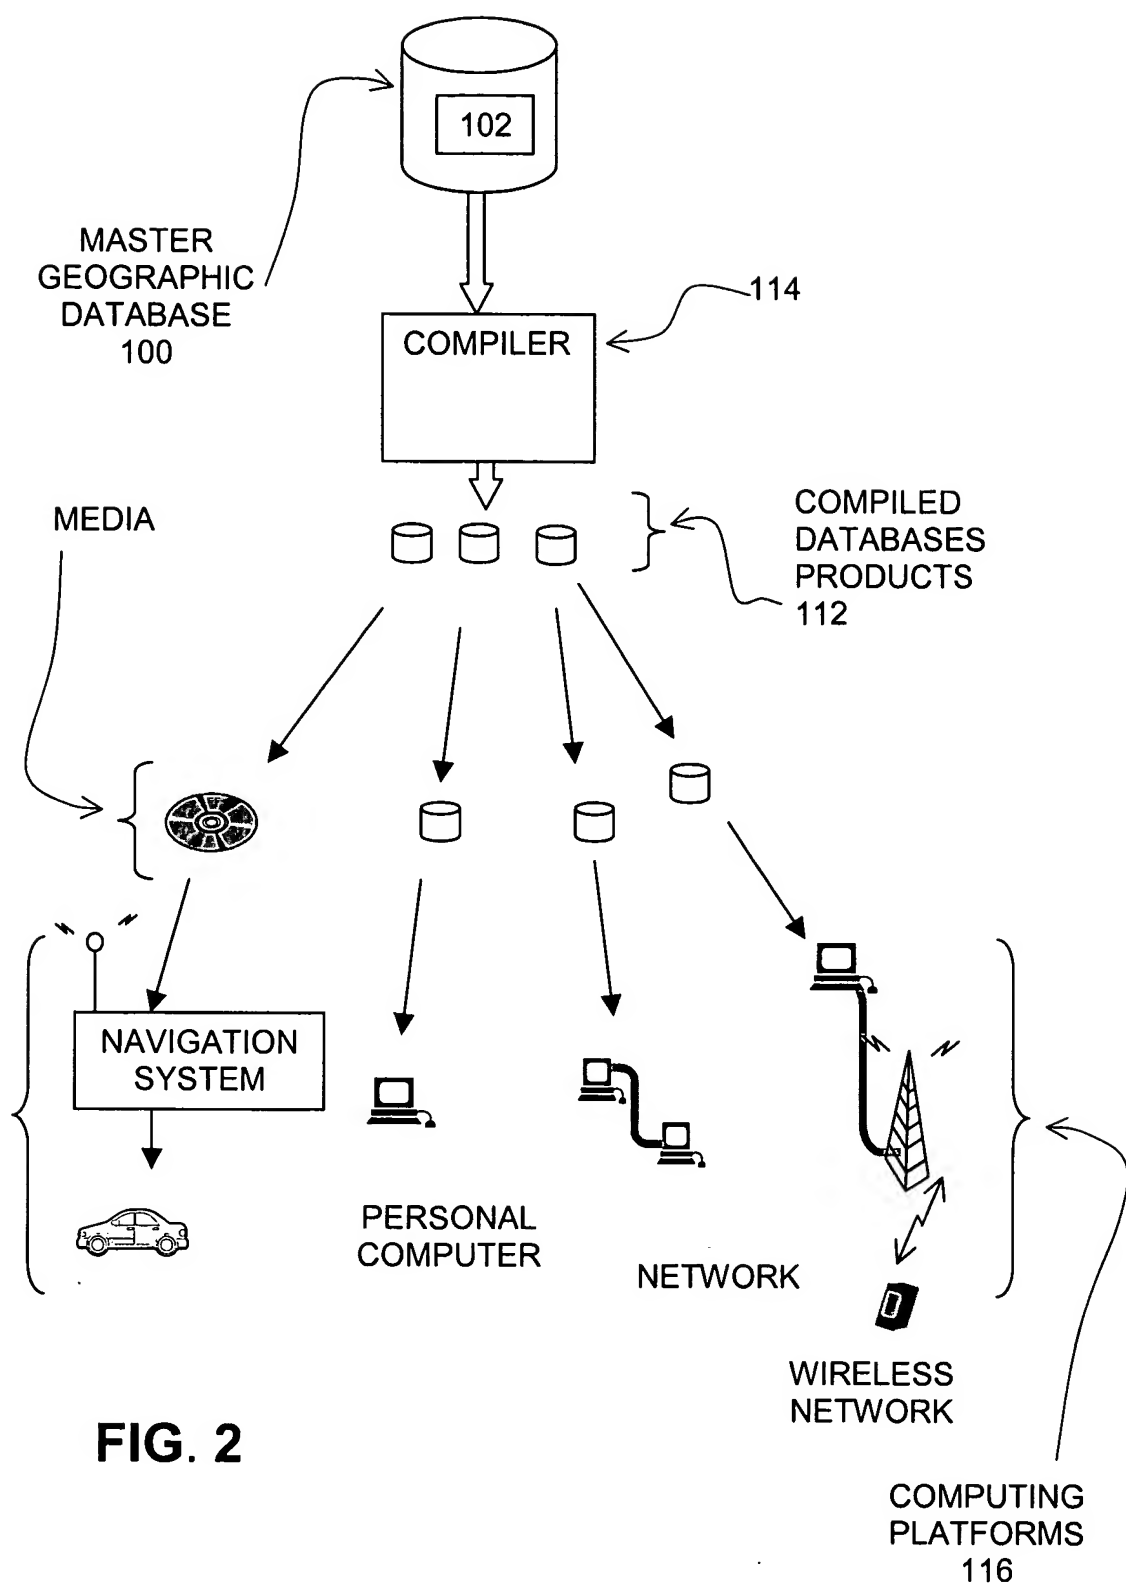 102
MASTER
GEOGRAPHIC
DATABASE
100
114
COMPILER
MEDIA
COMPILED
DATABASES
PRODUCTS
112
NAVIGATION
SYSTEM
PERSONAL
COMPUTER
NETWORK
WIRELESS
NETWORK
FIG. 2
COMPUTING
PLATFORMS
116